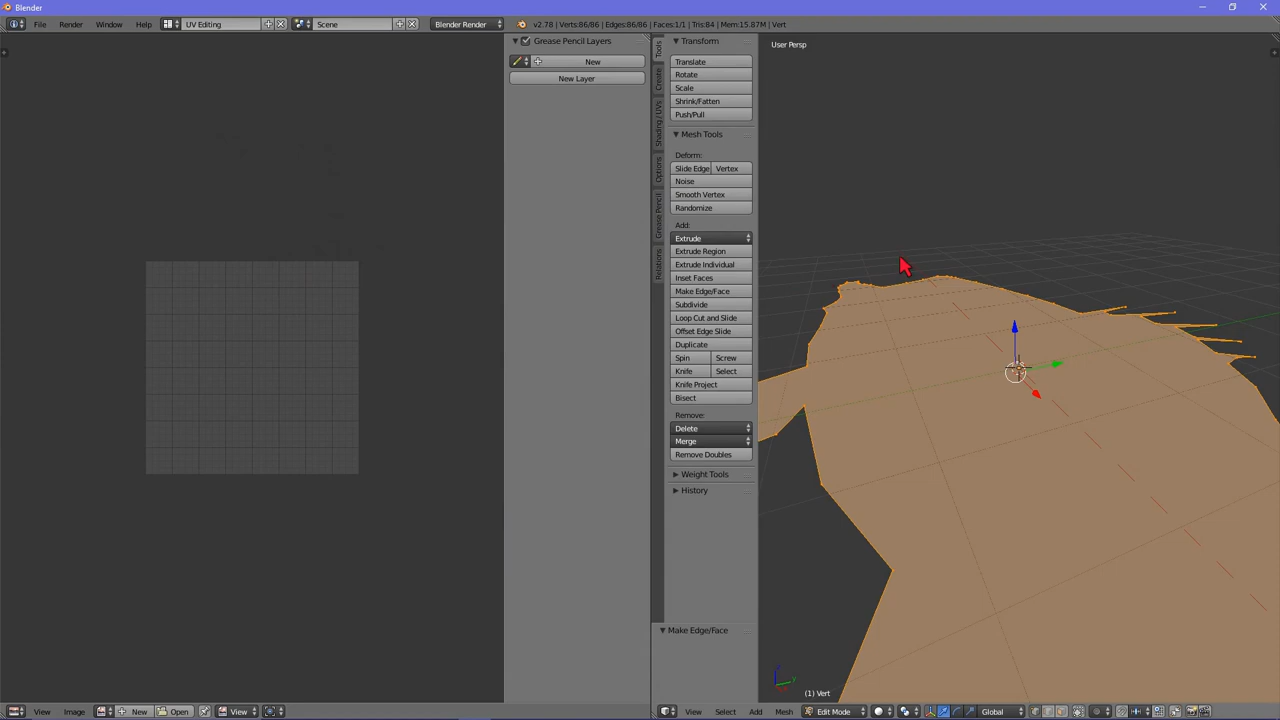 Blender
File Render Window Help UV Editing Scene Blender Render v2.78 | Verts:86/86 | Edges:86/86 | Faces:1/1 | Tris:84 | Mem:15.87M | Vert
Grease Pencil Layers
New
New Layer
Tools
Create
Shading / UVs
Options
Grease Pencil
Relations
Transform
Translate
Rotate
Scale
Shrink/Fatten
Push/Pull
Mesh Tools
Deform:
Slide Edge Vertex
Noise
Smooth Vertex
Randomize
Add:
Extrude
Extrude Region
Extrude Individual
Inset Faces
Make Edge/Face
Subdivide
Loop Cut and Slide
Offset Edge Slide
Duplicate
Spin Screw
Knife Select
Knife Project
Bisect
Remove:
Delete
Merge
Remove Doubles
Weight Tools
History
Make Edge/Face
User Persp
(1) Vert
View Image New Open View
View Select Add Mesh Edit Mode Global